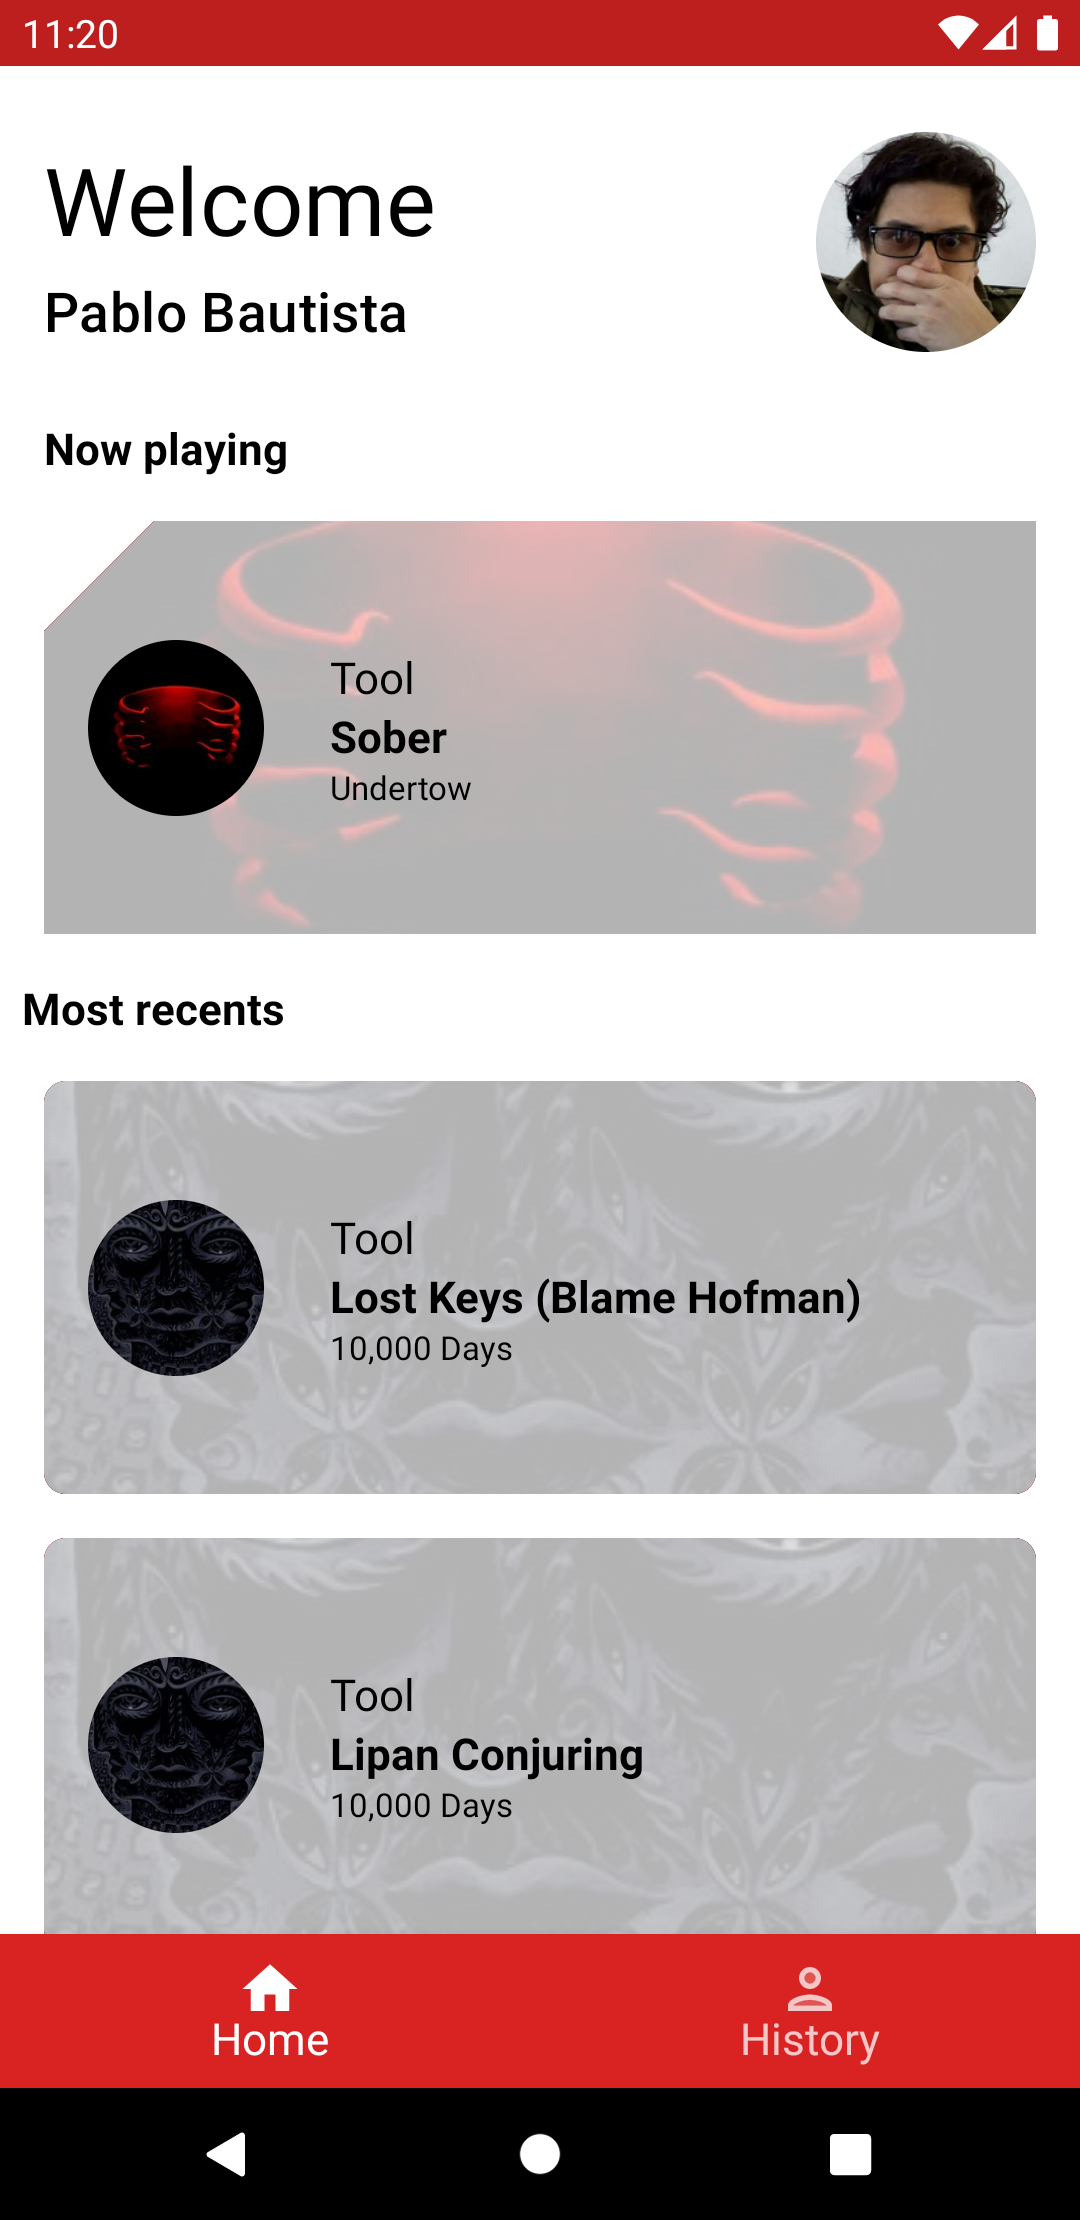 11:20
Welcome
Pablo Bautista
Now playing
Tool
Sober
Undertow
Most recents
Tool
Lost Keys (Blame Hofman)
10,000 Days
Tool
Lipan Conjuring
10,000 Days
Home
History